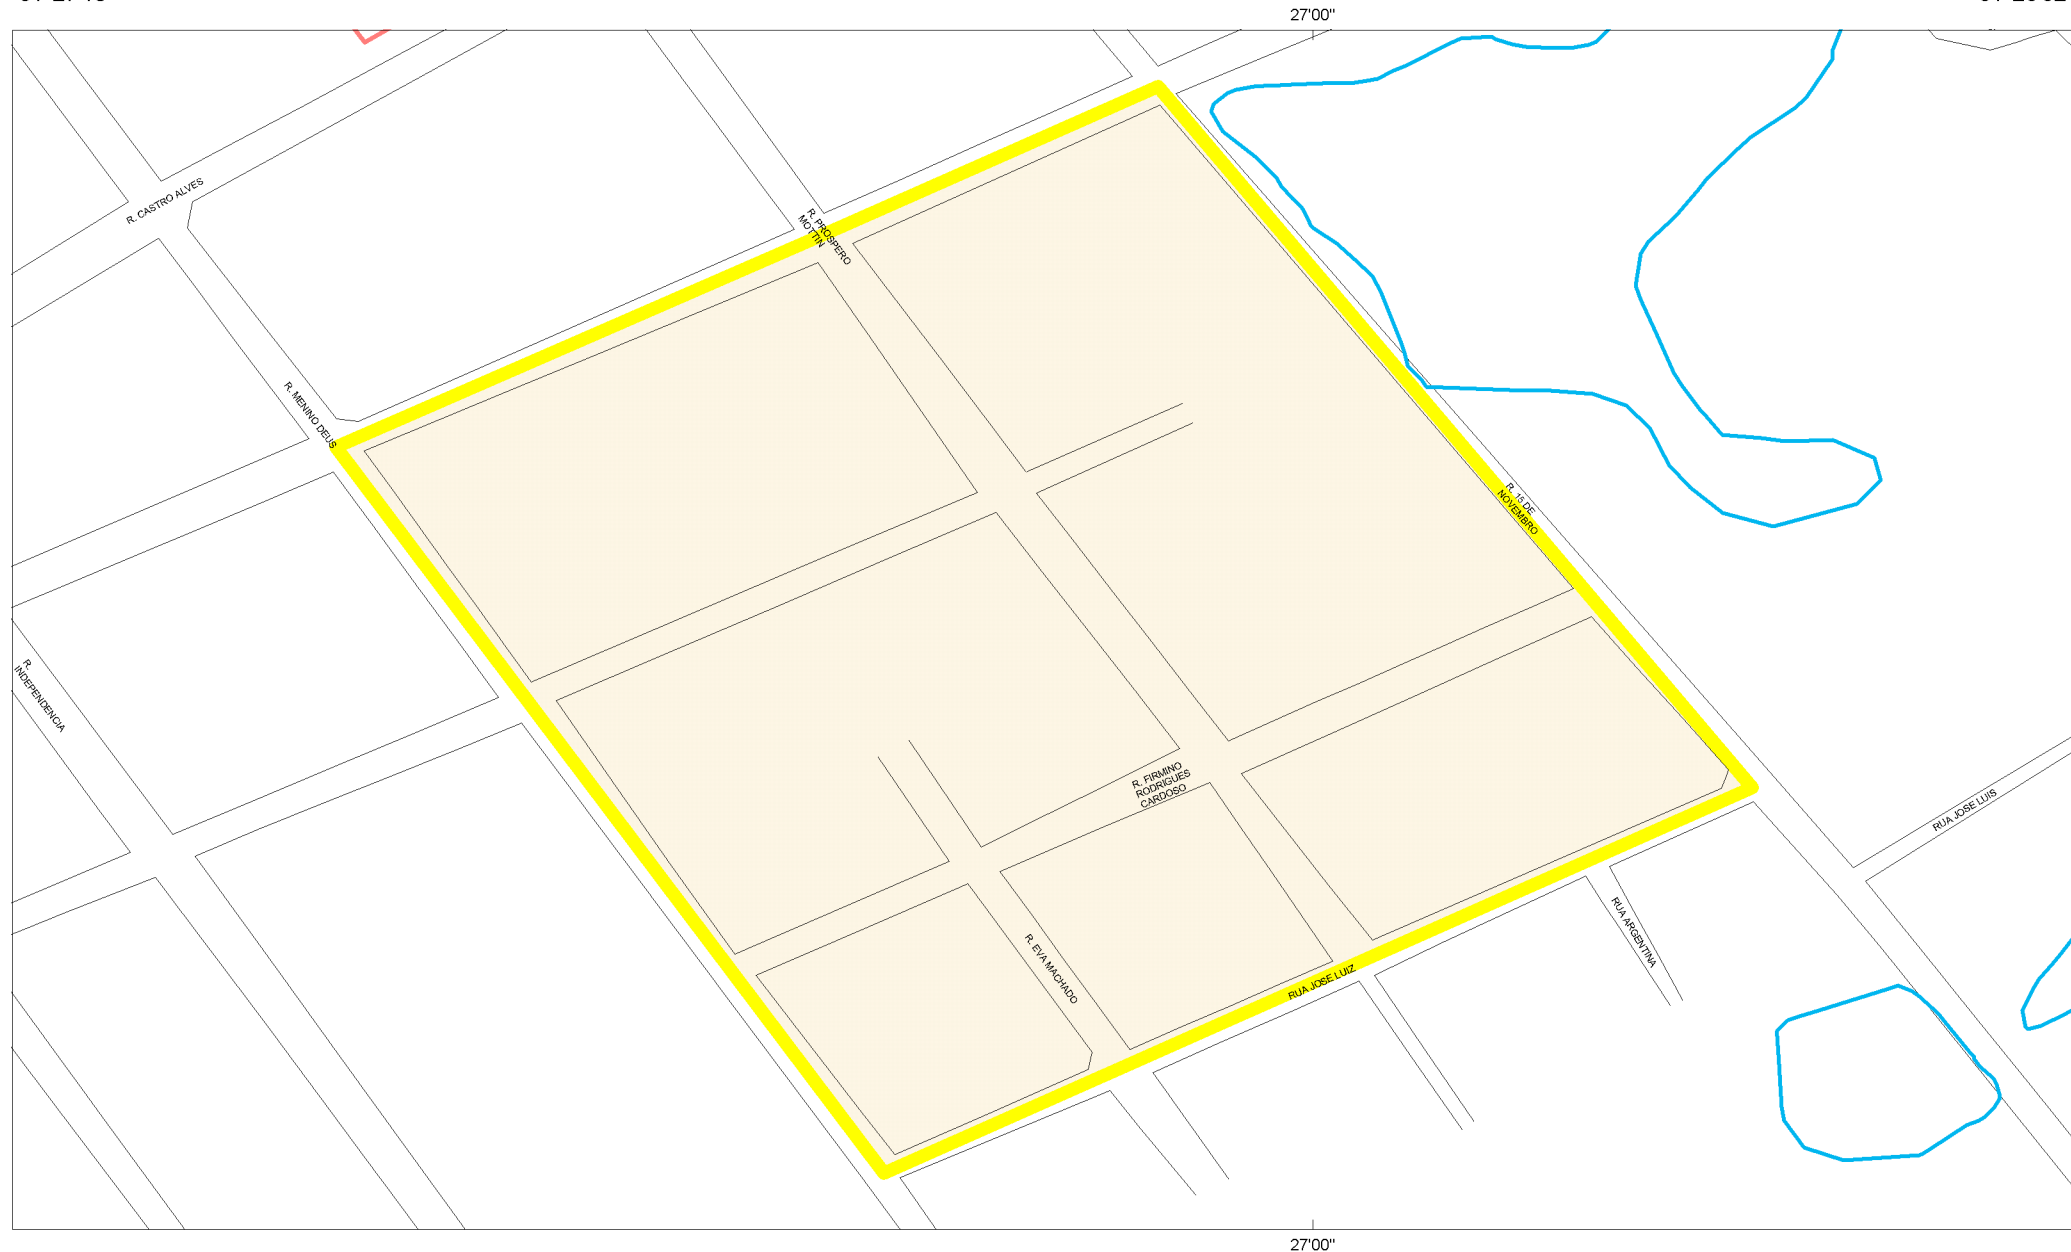 27'00"
R. CASTRO ALVES
R. PROSPERO
MOTTIN
R. MENINO DEUS
R. 15 DE
NOVEMBRO
R.
INDEPENDENCIA
R. FIRMINO
RODRIGUES
CARDOSO
RUA JOSE LUIS
R. EVA MACHADO
RUA ARGENTINA
RUA JOSE LUIZ
27'00"